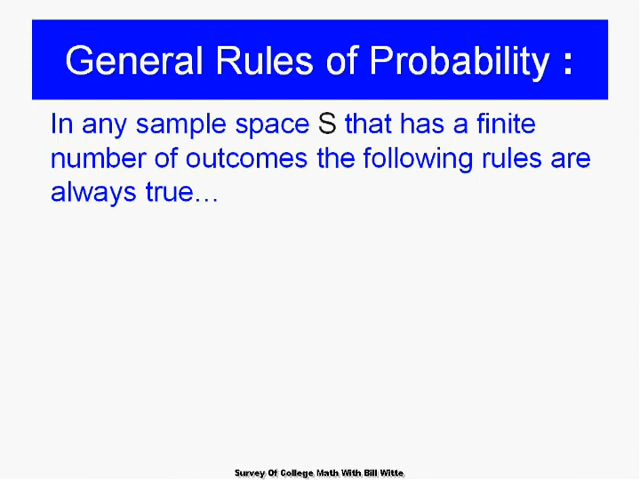 General Rules of Probability :
In any sample space S that has a finite
number of outcomes the following rules are
always true...
Survey Of College Math With Bill Witte